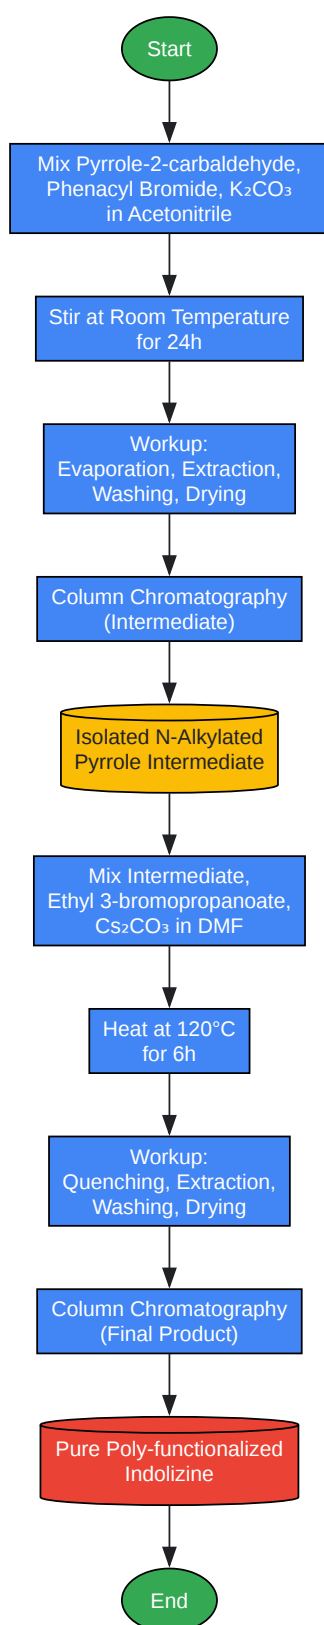 Start
Mix Pyrrole-2-carbaldehyde,
Phenacyl Bromide, K₂CO₃
in Acetonitrile
Stir at Room Temperature
for 24h
Workup:
Evaporation, Extraction,
Washing, Drying
Column Chromatography
(Intermediate)
Isolated N-Alkylated
Pyrrole Intermediate
Mix Intermediate,
Ethyl 3-bromopropanoate,
Cs₂CO₃ in DMF
Heat at 120°C
for 6h
Workup:
Quenching, Extraction,
Washing, Drying
Column Chromatography
(Final Product)
Pure Poly-functionalized
Indolizine
End